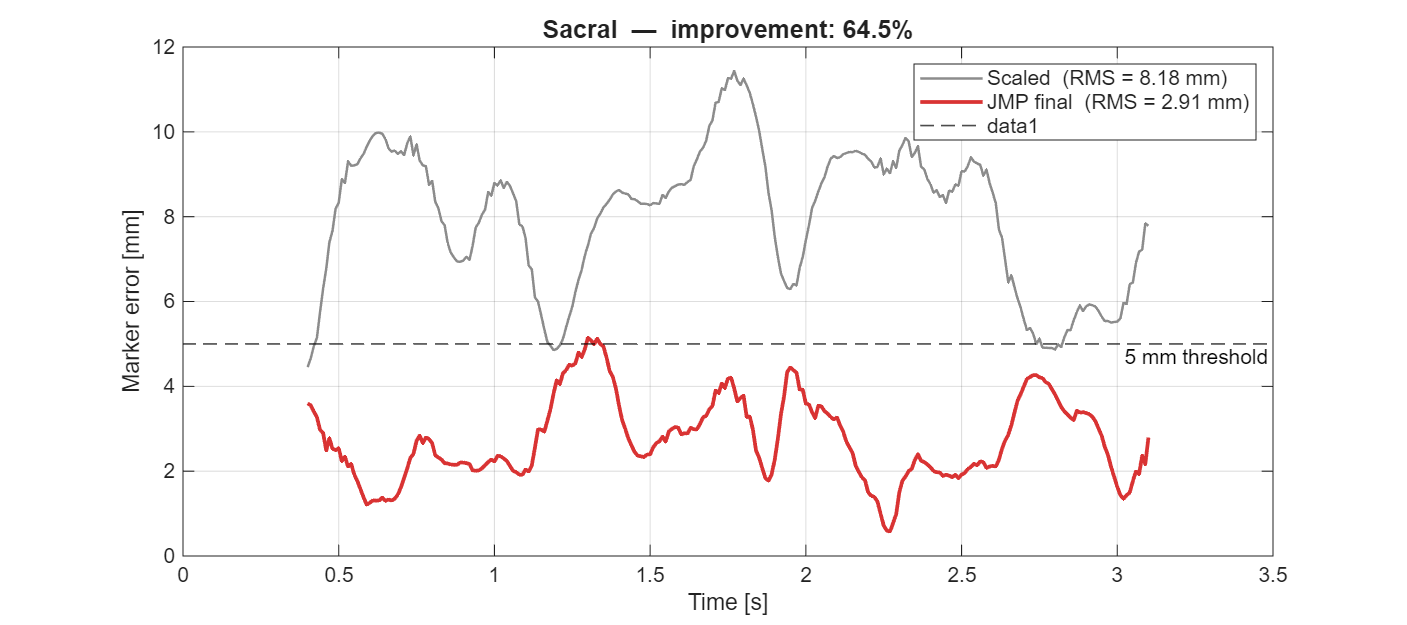 Sacral — improvement: 64.5%
12
10
8
6
4
2
0
Marker error [mm]
Scaled (RMS = 8.18 mm)
JMP final (RMS = 2.91 mm)
data1
5 mm threshold
0 0.5 1 1.5 2 2.5 3 3.5
Time [s]